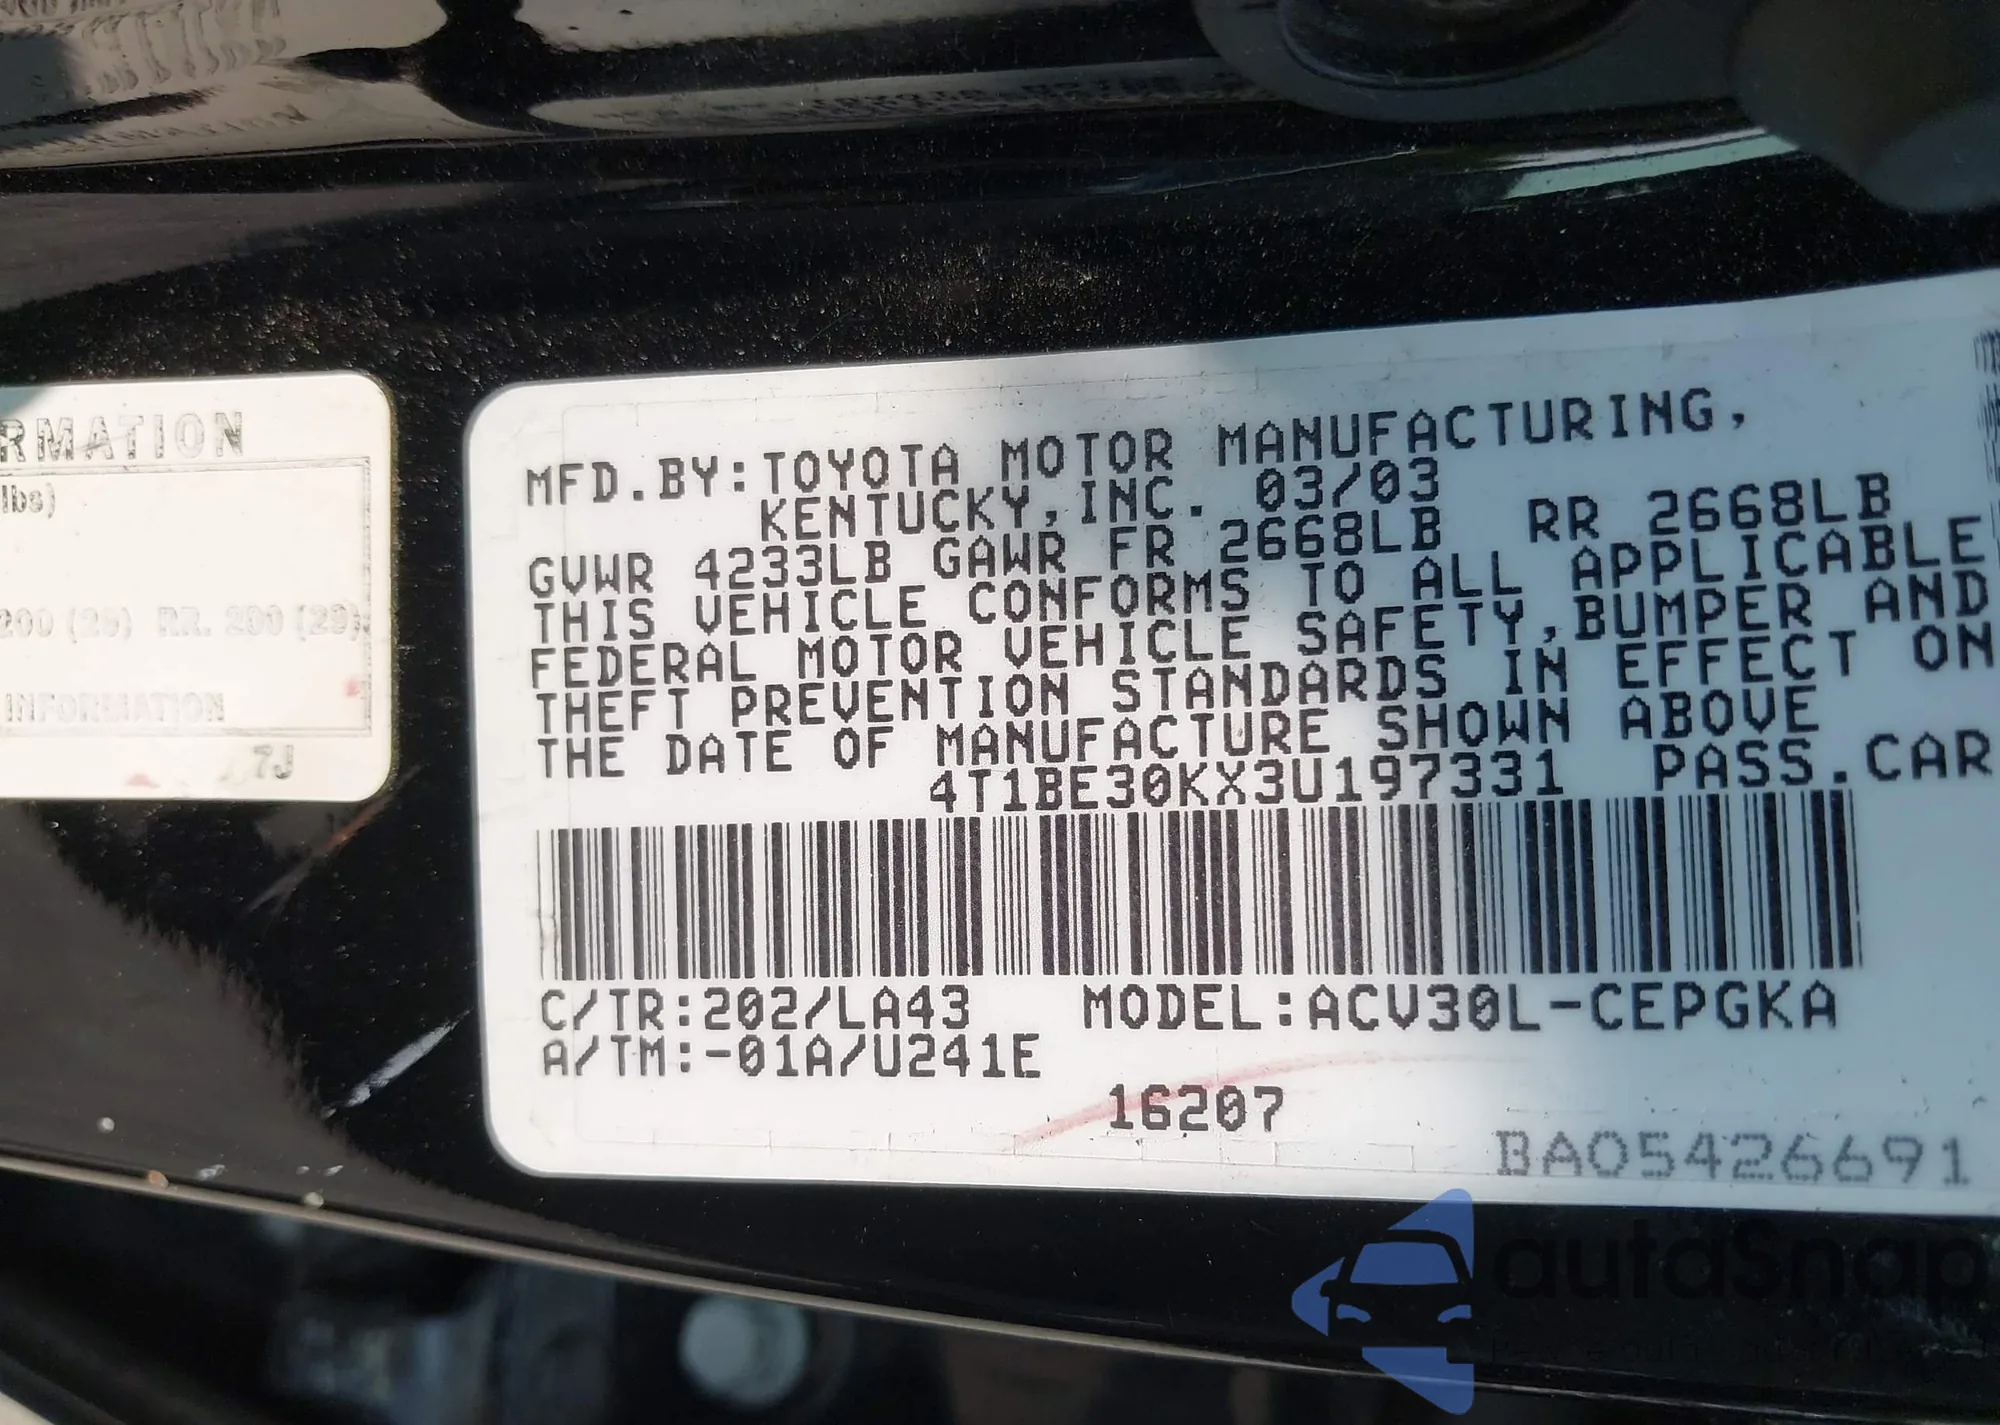 RMATION
lbs)
200 (29) RR. 200 (29)
INFORMATION
7J
MFD.BY:TOYOTA MOTOR MANUFACTURING,
KENTUCKY,INC. 03/03
GVWR 4233LB GAWR FR 2668LB RR 2668LB
THIS VEHICLE CONFORMS TO ALL APPLICABLE
FEDERAL MOTOR VEHICLE SAFETY,BUMPER AND
THEFT PREVENTION STANDARDS IN EFFECT ON
THE DATE OF MANUFACTURE SHOWN ABOVE
4T1BE30KX3U197331 PASS.CAR
C/TR:202/LA43 MODEL:ACV30L-CEPGKA
A/TM:-01A/U241E
16207
BA05426691
autoSnap